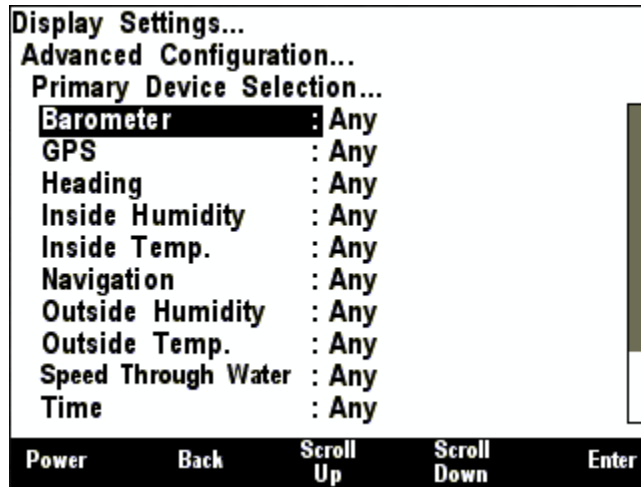 Display Settings...
Advanced Configuration...
Primary Device Selection...
Barometer : Any
GPS : Any
Heading : Any
Inside Humidity : Any
Inside Temp. : Any
Navigation : Any
Outside Humidity : Any
Outside Temp. : Any
Speed Through Water : Any
Time : Any
Power Back Scroll Up Scroll Down Enter